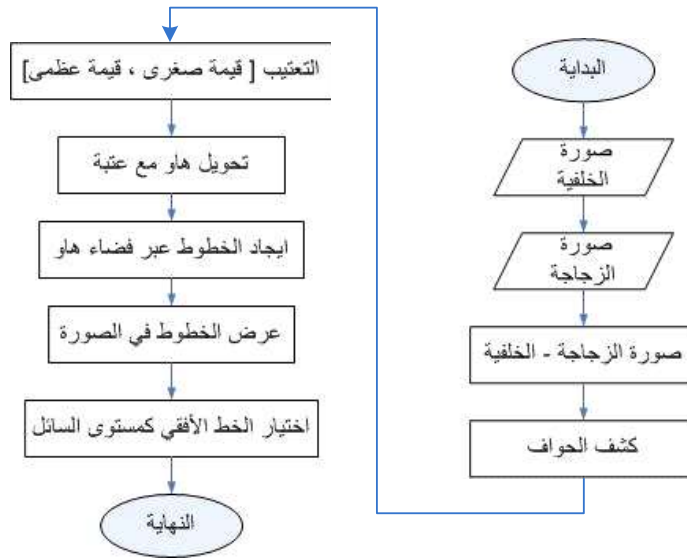 البداية
صورة
الخلفية
صورة
الزجاجة
صورة الزجاجة - الخلفية
كشف الحواف
التعتيب [ قيمة صغرى ، قيمة عظمى]
تحويل هاو مع عتبة
ايجاد الخطوط عبر فضاء هاو
عرض الخطوط في الصورة
اختيار الخط الأفقي كمستوى السائل
النهاية